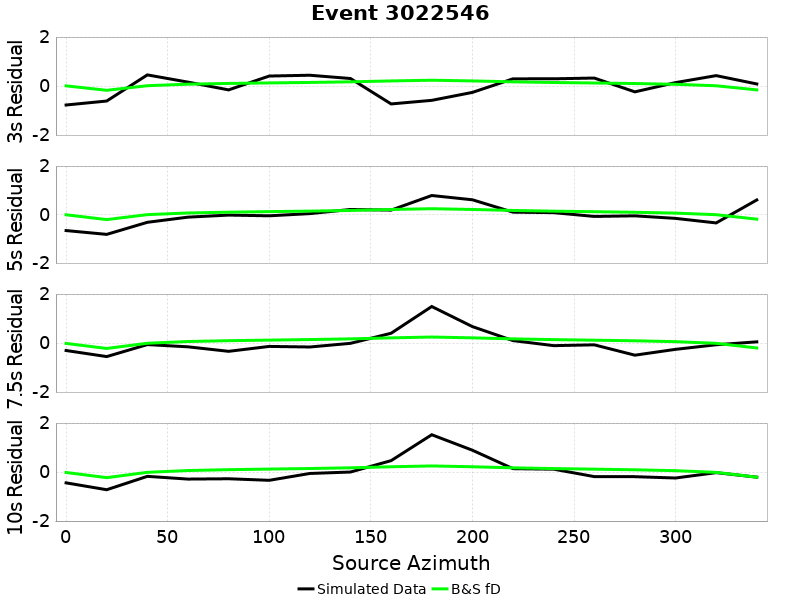 Event 3022546
3s Residual
2
0
-2
5s Residual
2
0
-2
7.5s Residual
2
0
-2
10s Residual
2
0
-2
0 50 100 150 200 250 300
Source Azimuth
Simulated Data B&S fD